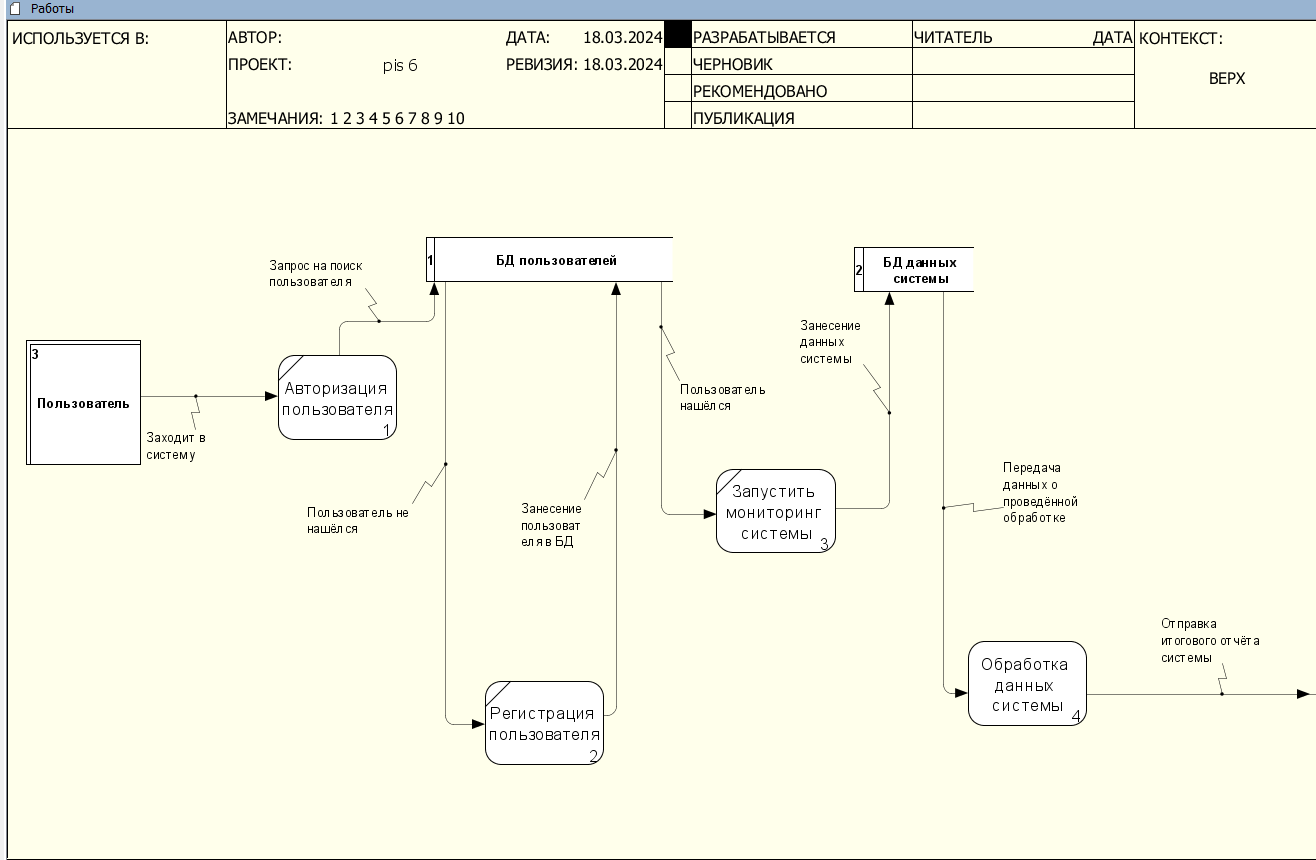 Работы
ИСПОЛЬЗУЕТСЯ В:
АВТОР:
ДАТА: 18.03.2024
РАЗРАБАТЫВАЕТСЯ
ЧИТАТЕЛЬ
ДАТА
КОНТЕКСТ:
ПРОЕКТ: pis 6
РЕВИЗИЯ: 18.03.2024
ЧЕРНОВИК
ВЕРХ
РЕКОМЕНДОВАНО
ЗАМЕЧАНИЯ: 1 2 3 4 5 6 7 8 9 10
ПУБЛИКАЦИЯ
1
БД пользователей
2
БД данных
системы
Запрос на поиск
пользователя
Занесение
данных
системы
3
Пользователь
Авторизация
пользователя
1
Пользователь
нашёлся
Заходит в
систему
Передача
данных о
проведённой
обработке
Запустить
мониторинг
системы
3
Пользователь не
нашёлся
Занесение
пользоват
еля в БД
Отправка
итогового отчёта
системы
Обработка
данных
системы
4
Регистрация
пользователя
2